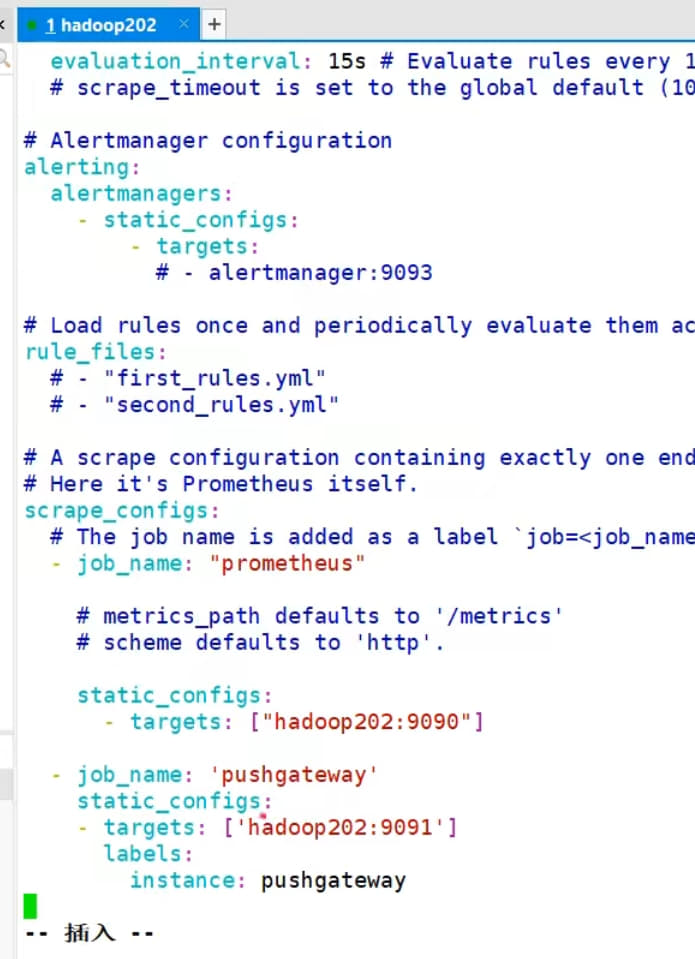 1 hadoop202 × +
evaluation_interval: 15s # Evaluate rules every 1
# scrape_timeout is set to the global default (10
# Alertmanager configuration
alerting:
alertmanagers:
- static_configs:
- targets:
# - alertmanager:9093
# Load rules once and periodically evaluate them ac
rule_files:
# - "first_rules.yml"
# - "second_rules.yml"
# A scrape configuration containing exactly one end
# Here it's Prometheus itself.
scrape_configs:
# The job name is added as a label `job=<job_name
- job_name: "prometheus"
# metrics_path defaults to '/metrics'
# scheme defaults to 'http'.
static_configs:
- targets: ["hadoop202:9090"]
- job_name: 'pushgateway'
static_configs:
- targets: ['hadoop202:9091']
labels:
instance: pushgateway
-- 插入 --